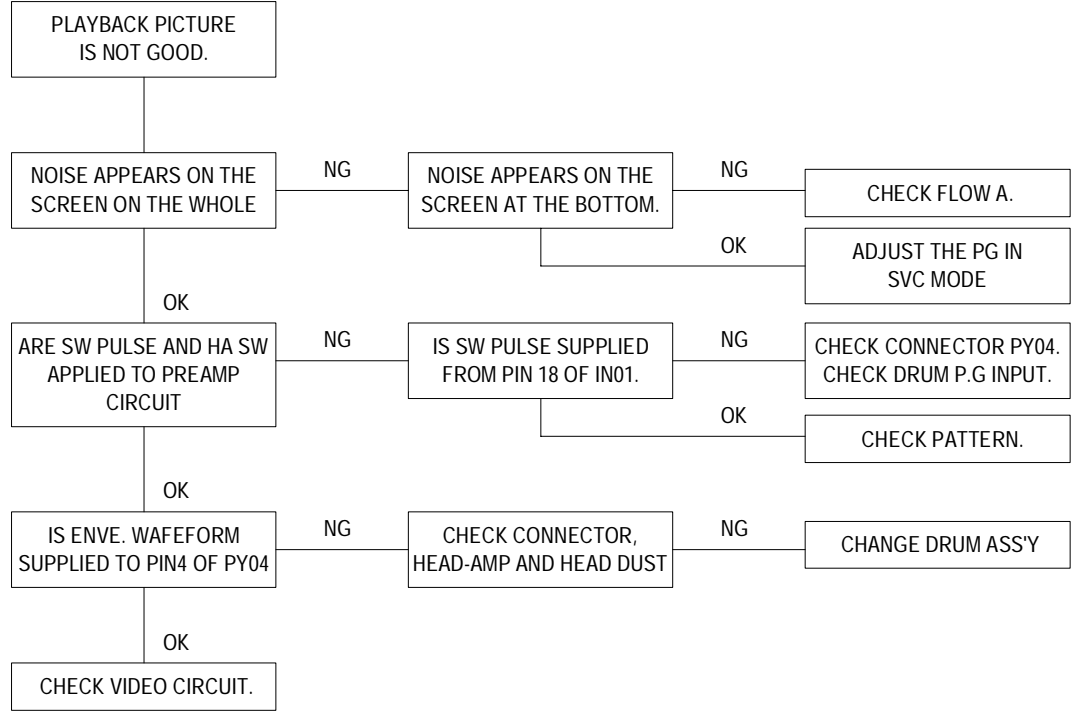 PLAYBACK PICTURE
IS NOT GOOD.
NOISE APPEARS ON THE
SCREEN ON THE WHOLE
NG
NOISE APPEARS ON THE
SCREEN AT THE BOTTOM.
NG
CHECK FLOW A.
OK
ADJUST THE PG IN
SVC MODE
OK
ARE SW PULSE AND HA SW
APPLIED TO PREAMP
CIRCUIT
NG
IS SW PULSE SUPPLIED
FROM PIN 18 OF IN01.
NG
CHECK CONNECTOR PY04.
CHECK DRUM P.G INPUT.
OK
CHECK PATTERN.
OK
IS ENVE. WAFEFORM
SUPPLIED TO PIN4 OF PY04
NG
CHECK CONNECTOR,
HEAD-AMP AND HEAD DUST
NG
CHANGE DRUM ASS'Y
OK
CHECK VIDEO CIRCUIT.